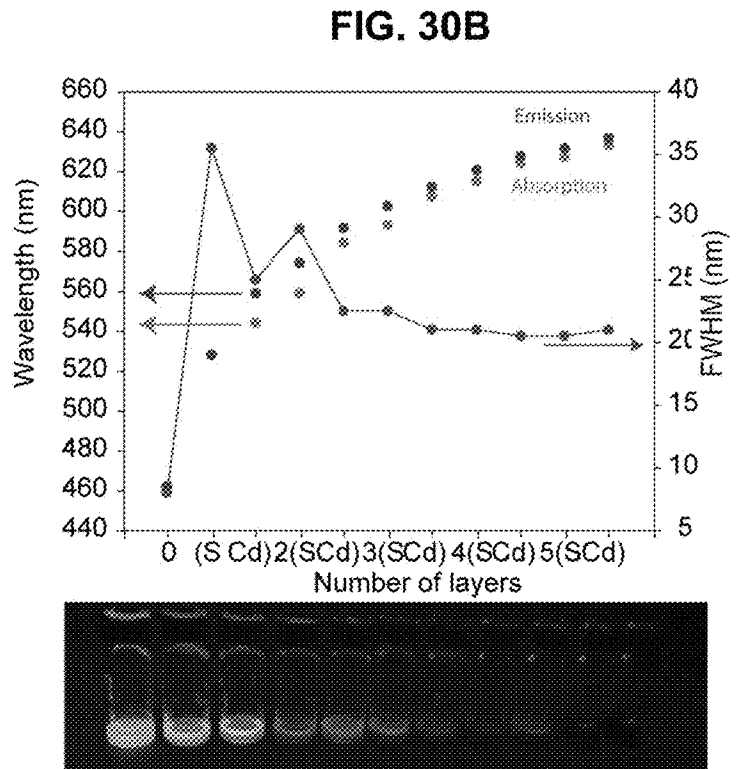 FIG. 30B
660
640
620
600
580
560
540
520
500
480
460
440
Wavelength (nm)
40
35
30
25
20
15
10
5
FWHM (nm)
Emission
Absorption
0 (S Cd) 2(SCd) 3(SCd) 4(SCd) 5(SCd)
Number of layers